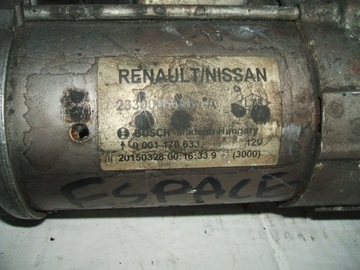 RENAULT/NISSAN
BOSCH Made in Hungary
0 001 170 633 12V
20150328 00:16:33 9 (3000)
ESPACE